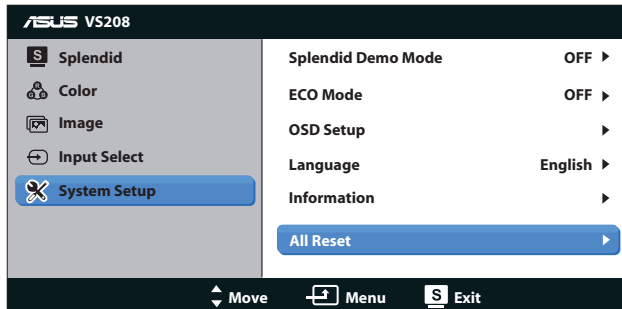 ASUS VS208
S Splendid
Color
Image
Input Select
System Setup
Splendid Demo Mode OFF
ECO Mode OFF
OSD Setup
Language English
Information
All Reset
Move Menu S Exit